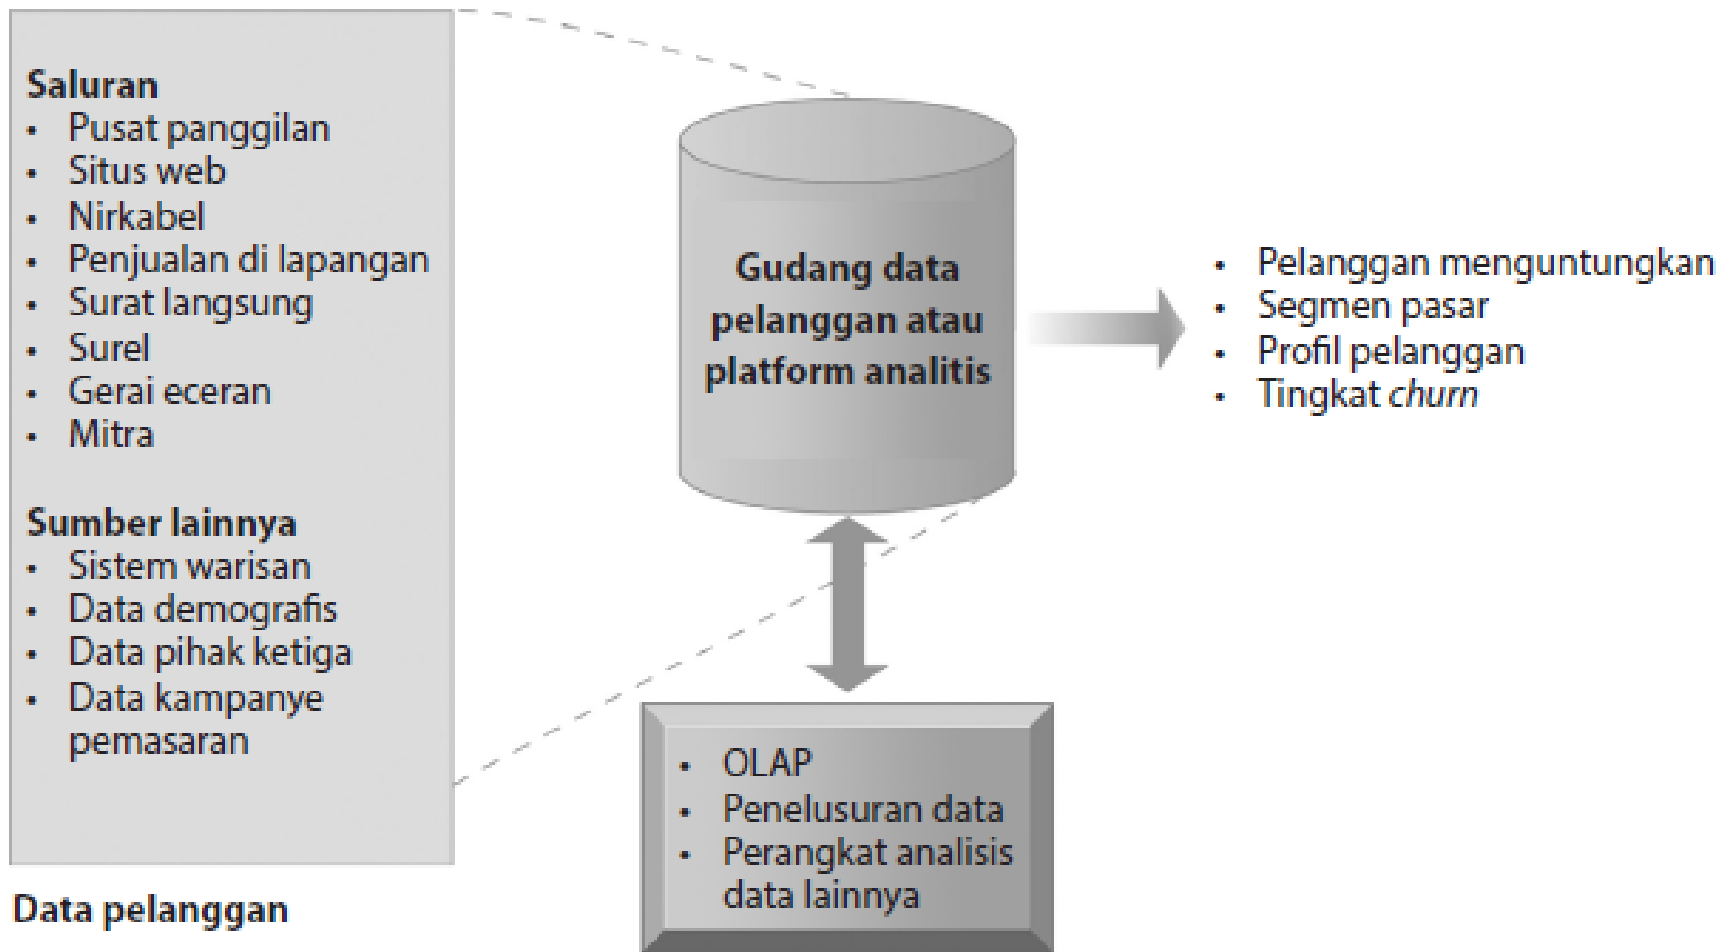 Saluran
• Pusat panggilan
• Situs web
• Nirkabel
• Penjualan di lapangan
• Surat langsung
• Surel
• Gerai eceran
• Mitra
Sumber lainnya
• Sistem warisan
• Data demografis
• Data pihak ketiga
• Data kampanye
pemasaran
Data pelanggan
Gudang data
pelanggan atau
platform analitis
• OLAP
• Penelusuran data
• Perangkat analisis
data lainnya
• Pelanggan menguntungkan
• Segmen pasar
• Profil pelanggan
• Tingkat churn